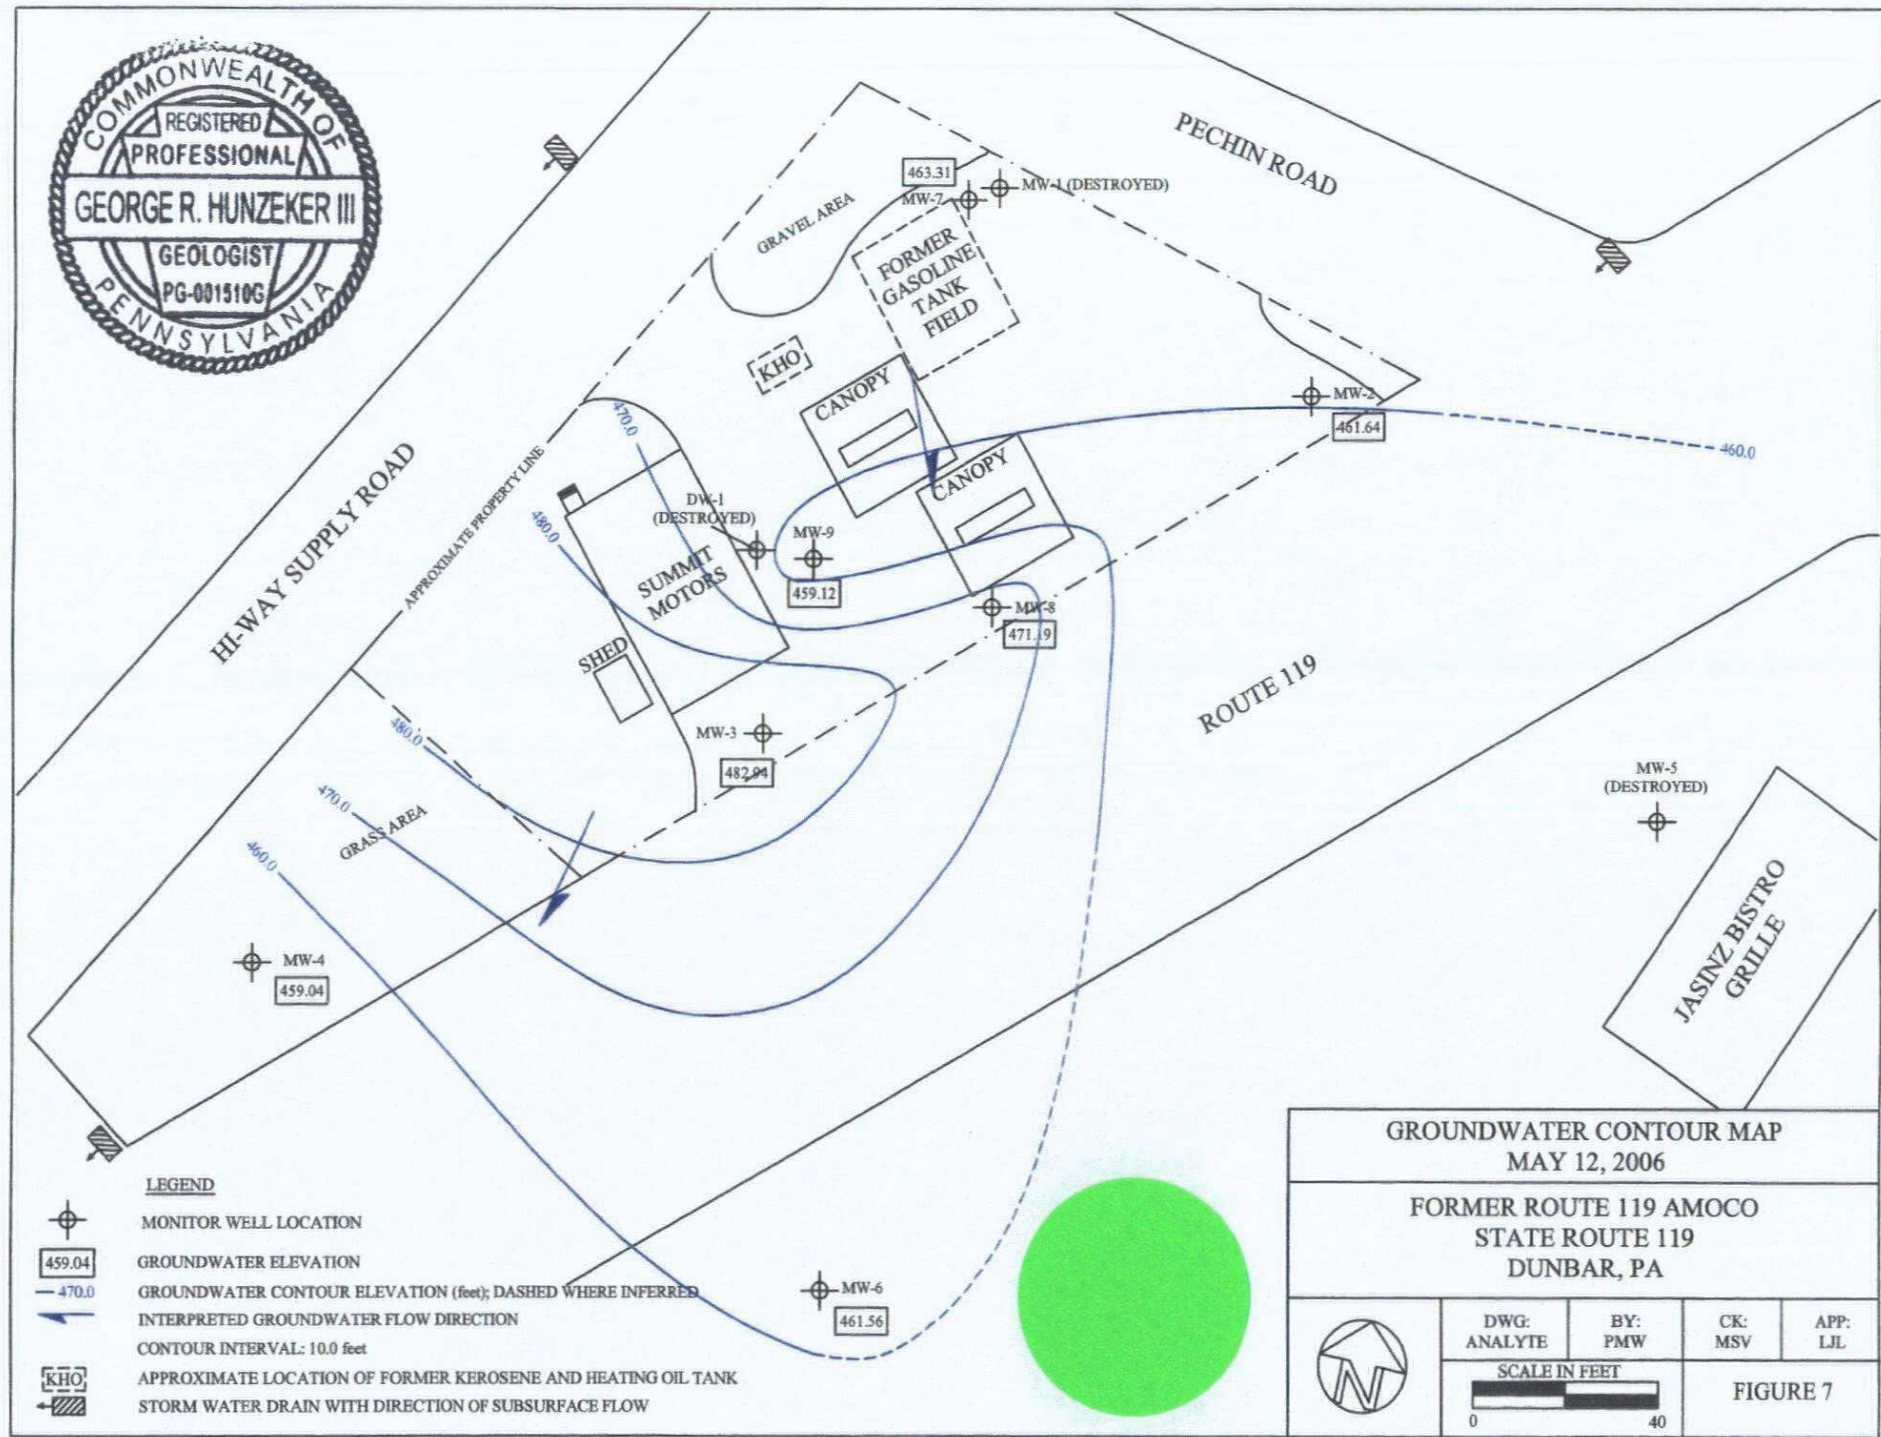 COMMONWEALTH OF
REGISTERED
PROFESSIONAL
GEORGE R. HUNZEKER III
GEOLOGIST
PG-001510G
PENNSYLVANIA
PECHIN ROAD
463.31
MW-1 (DESTROYED)
MW-7
GRAVEL AREA
FORMER
GASOLINE
TANK
FIELD
KHO
CANOPY
CANOPY
MW-2
461.64
460.0
470.0
HI-WAY SUPPLY ROAD
APPROXIMATE PROPERTY LINE
480.0
DW-1
(DESTROYED)
MW-9
459.12
SUMMIT
MOTORS
MW-8
471.19
SHED
ROUTE 119
MW-3
482.94
480.0
470.0
460.0
GRASS AREA
MW-5
(DESTROYED)
JASINZ BISTRO
GRILLE
MW-4
459.04
MW-6
461.56
LEGEND
MONITOR WELL LOCATION
459.04 GROUNDWATER ELEVATION
470.0 GROUNDWATER CONTOUR ELEVATION (feet); DASHED WHERE INFERRED
INTERPRETED GROUNDWATER FLOW DIRECTION
CONTOUR INTERVAL: 10.0 feet
KHO APPROXIMATE LOCATION OF FORMER KEROSENE AND HEATING OIL TANK
STORM WATER DRAIN WITH DIRECTION OF SUBSURFACE FLOW
GROUNDWATER CONTOUR MAP
MAY 12, 2006
FORMER ROUTE 119 AMOCO
STATE ROUTE 119
DUNBAR, PA
N
DWG:
ANALYTE
BY:
PMW
CK:
MSV
APP:
LJL
SCALE IN FEET
0 40
FIGURE 7